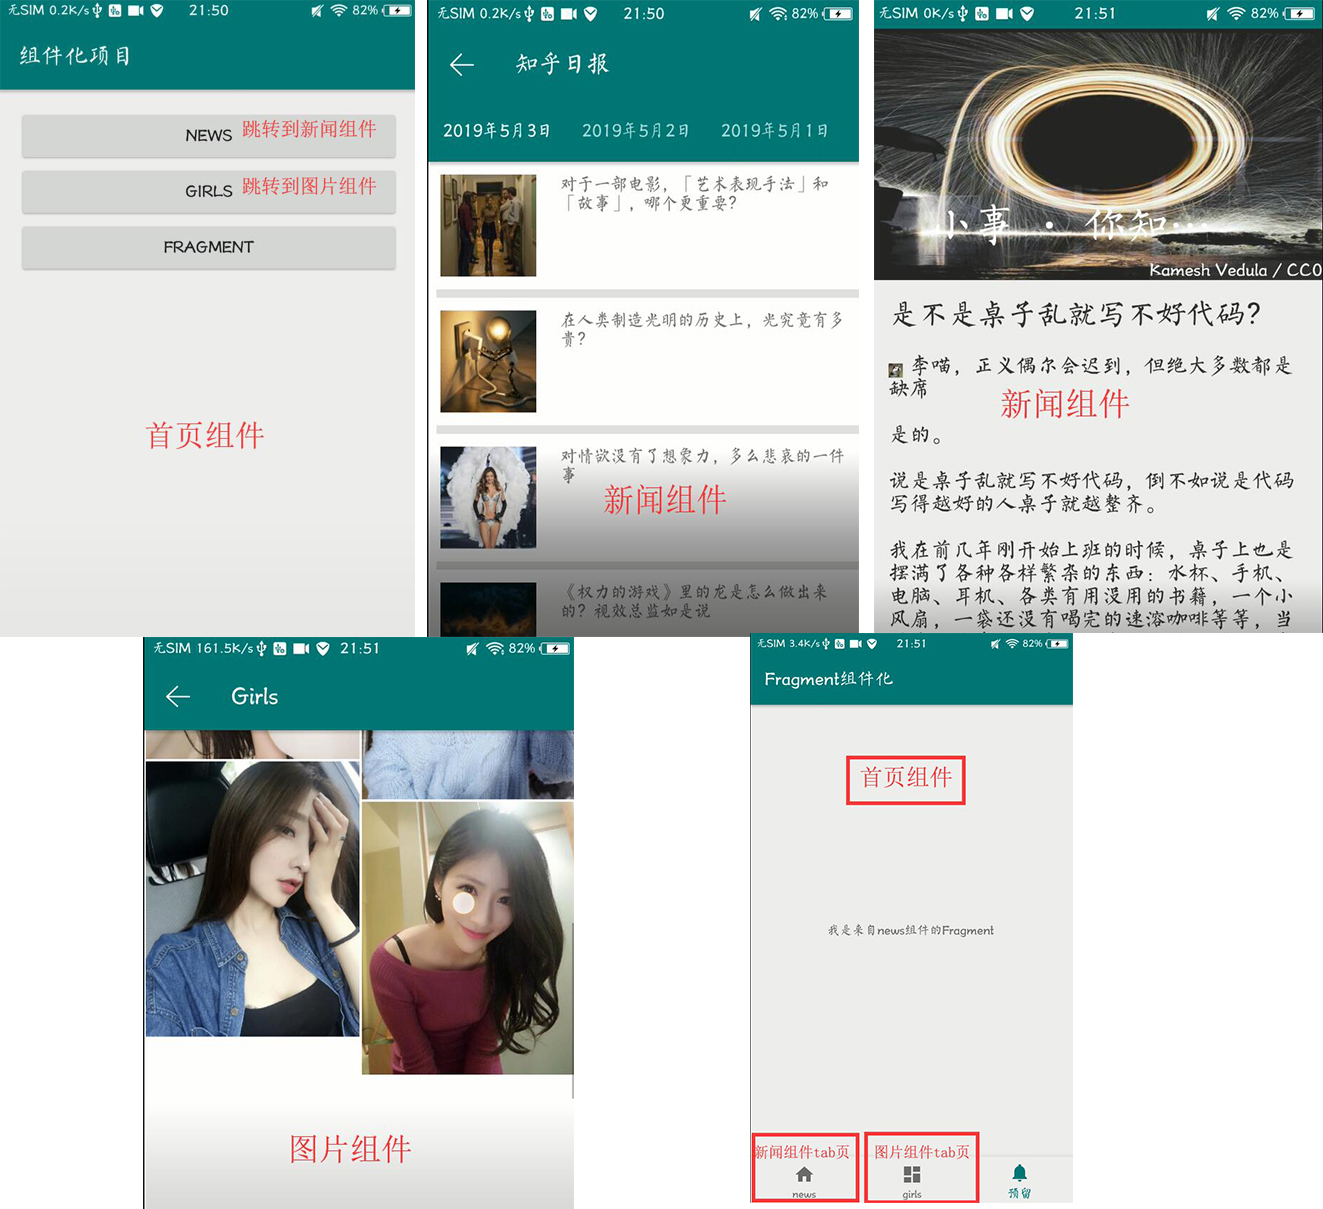 无SIM 0.2K/s 21:50 82%
组件化项目
NEWS 跳转到新闻组件
GIRLS 跳转到图片组件
FRAGMENT
首页组件
无SIM 0.2K/s 21:50 82%
知乎日报
2019年5月3日 2019年5月2日 2019年5月1日
对于一部电影，「艺术表现手法」和
「故事」，哪个更重要?
在人类制造光明的历史上，光究竟有多
贵?
对情欲没有了想象力，多么悲哀的一件
事
新闻组件
《权力的游戏》里的龙是怎么做出来
的? 视效总监如是说
无SIM 0K/s 21:51 82%
小事 · 你知…
Kamesh Vedula / CC0
是不是桌子乱就写不好代码?
李喵，正义偶尔会迟到，但绝大多数都是
缺席
新闻组件
是的。
说是桌子乱就写不好代码，倒不如说是代码
写得越好的人桌子就越整齐。
我在前几年刚开始上班的时候，桌子上也是
摆满了各种各样繁杂的东西：水杯、手机、
电脑、耳机、各类有用没用的书籍，一个小
风扇，一袋还没有喝完的速溶咖啡等等，当
无SIM 161.5K/s 21:51 82%
Girls
图片组件
无SIM 3.4K/s 21:51 82%
Fragment组件化
首页组件
我是来自news组件的Fragment
新闻组件tab页 图片组件tab页
news girls 预留